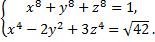 x⁸ + y⁸ + z⁸ = 1,
x⁴ − 2y² + 3z⁴ = √42 .